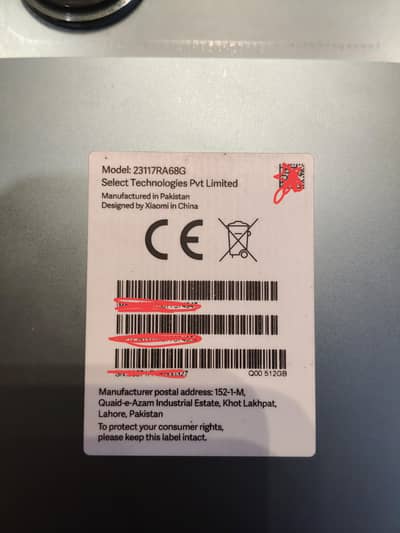 Model: 23117RA68G
Select Technologies Pvt Limited
Manufactured in Pakistan
Designed by Xiaomi in China
CE
Q00 512GB
Manufacturer postal address: 152-1-M,
Quaid-e-Azam Industrial Estate, Khot Lakhpat,
Lahore, Pakistan
To protect your consumer rights,
please keep this label intact.